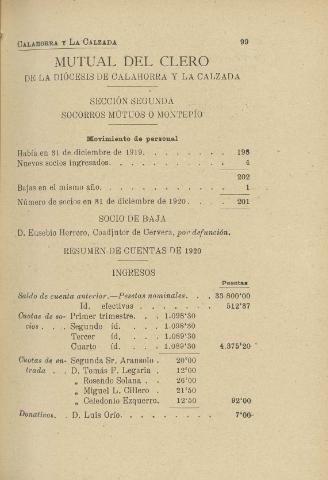 CALAHORRA Y LA CALZADA 99
MUTUAL DEL CLERO
DE LA DIÓCESIS DE CALAHORRA Y LA CALZADA
SECCIÓN SEGUNDA
SOCORROS MÚTUOS O MONTEPÍO
Movimiento de personal
Había en 31 de diciembre de 1919. . . . . . . . 198
Nuevos socios ingresados. . . . . . . . . . . 4
202
Bajas en el mismo año. . . . . . . . . . . . 1
Número de socios en 31 de diciembre de 1920. . . . 201
SOCIO DE BAJA
D. Eusebio Herrero, Coadjutor de Cervera, por defunción.
RESUMEN DE CUENTAS DE 1920
INGRESOS
Pesetas
Saldo de cuenta anterior.—Pesetas nominales. . . 35 800'00
Id. efectivas . . . . . . 512'87
Cuotas de so- Primer trimestre. . . 1.098'30
cios . . . Segundo id. . . . 1.098'30
Tercer id. . . . 1.089'30
Cuarto id. . . . 1.089'30 4.375'20
Cuotas de en- Segunda Sr. Aransolo . 20'00
trada . . . D. Tomás F. Legaria . 12'00
„ Rosendo Solana . . 26'00
„ Miguel L. Cillero . 21'50
„ Celedonio Ezquerro. 12'50 92'00
Donativos. . . D. Luis Orío. . . . . . . . 7'00